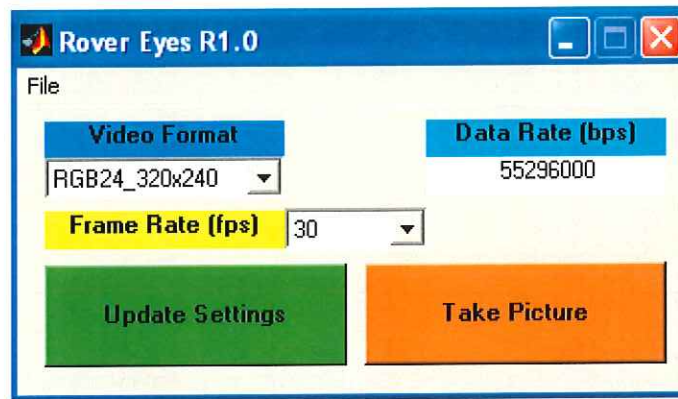 Rover Eyes R1.0
File
Video Format
Data Rate (bps)
RGB24_320x240
55296000
Frame Rate (fps)
30
Update Settings
Take Picture